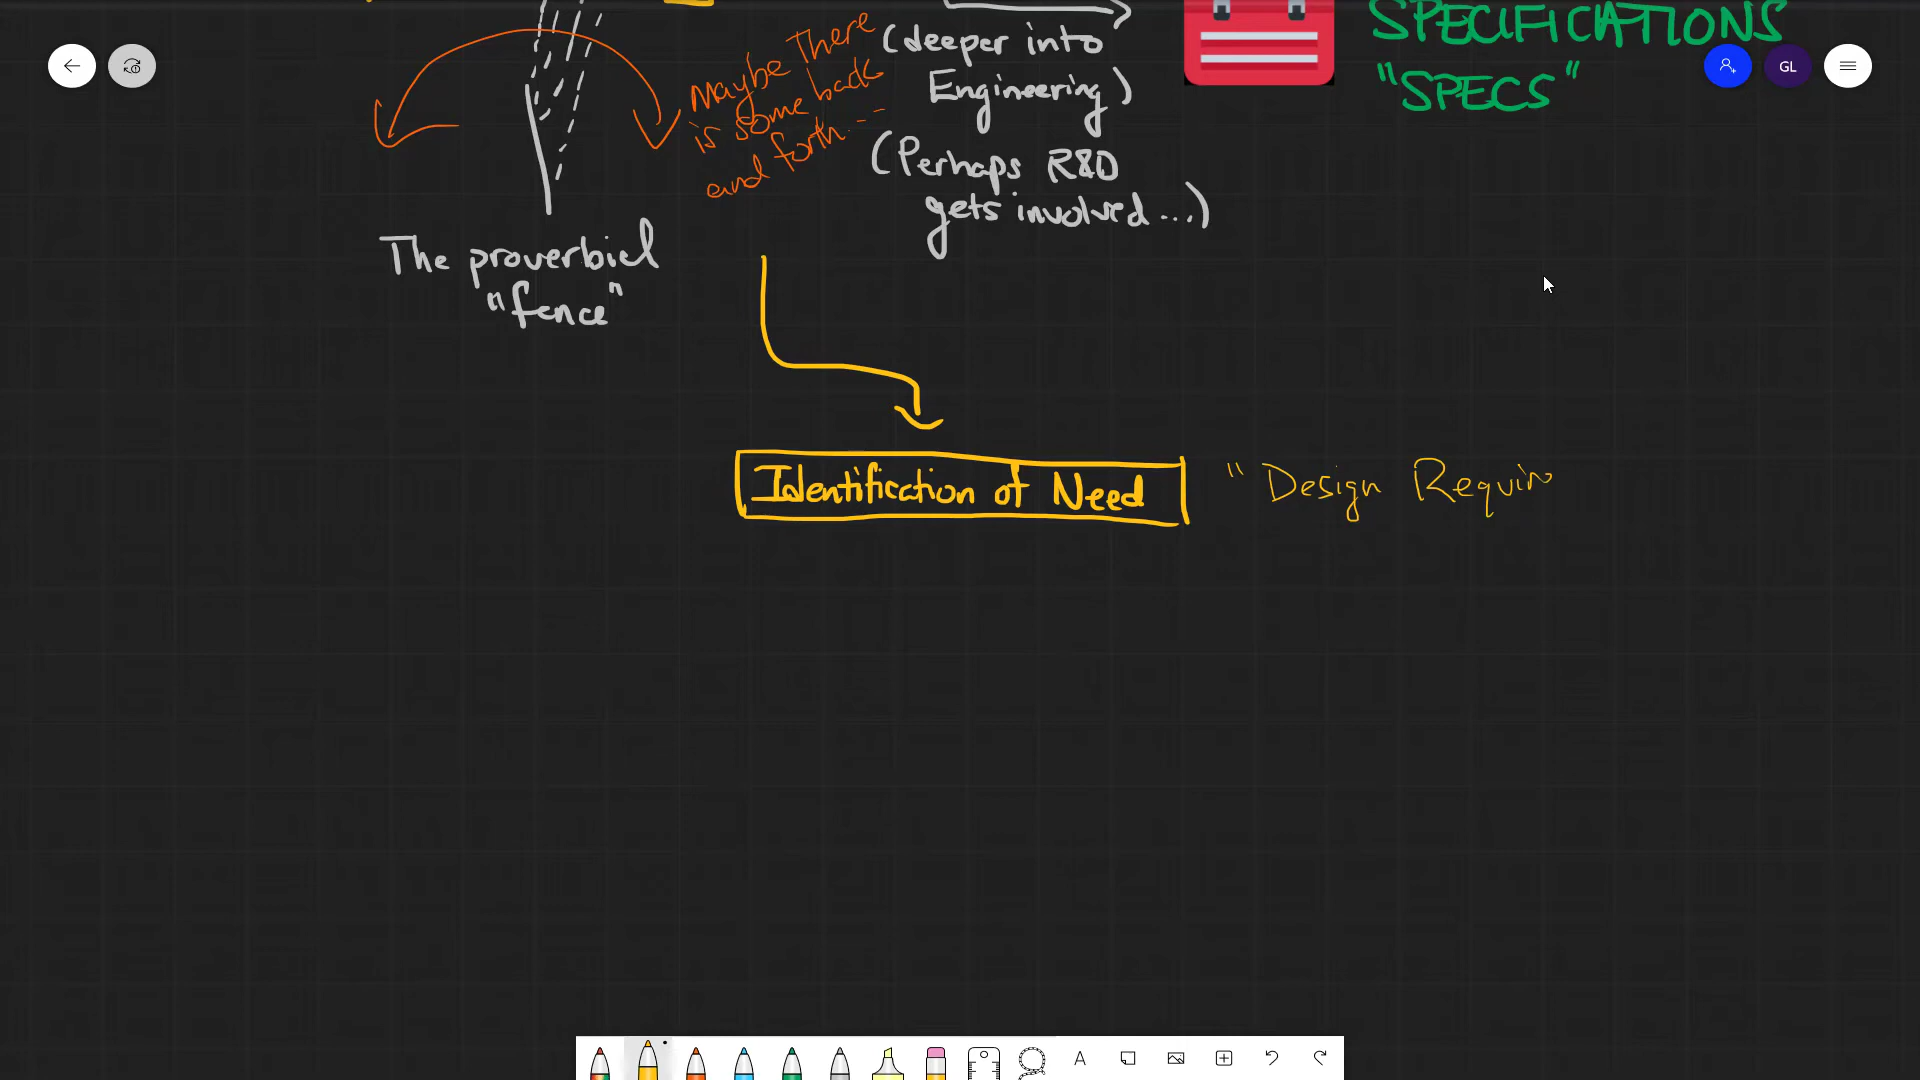 Maybe There
is some back
and forth...
(deeper into
Engineering)
(Perhaps R&D
gets involved...)
SPECIFICATIONS
"SPECS"
GL
The proverbial
"fence"
Identification of Need
" Design Requir
A